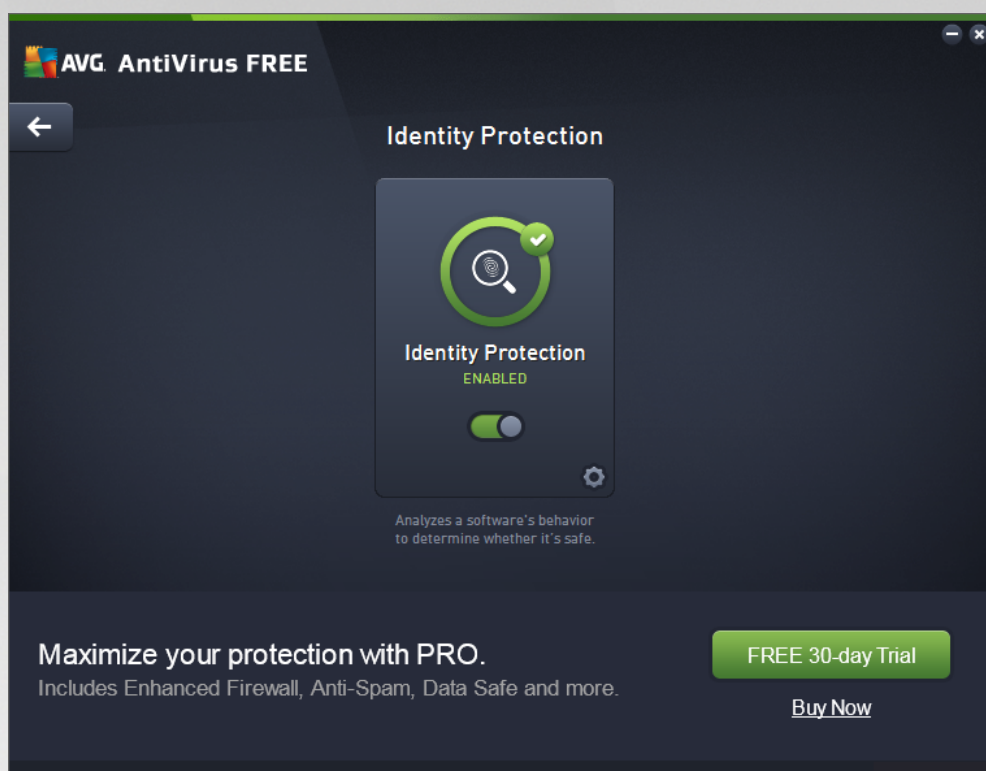 AVG. AntiVirus FREE
Identity Protection
Identity Protection
ENABLED
Analyzes a software's behavior
to determine whether it's safe.
Maximize your protection with PRO.
Includes Enhanced Firewall, Anti-Spam, Data Safe and more.
FREE 30-day Trial
Buy Now